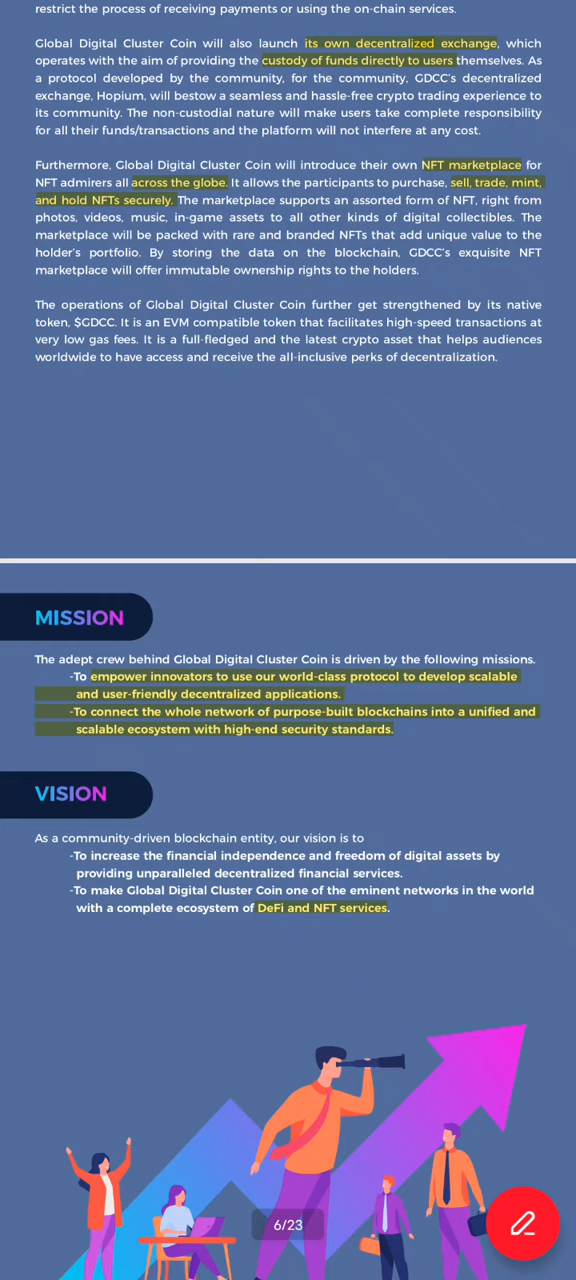 restrict the process of receiving payments or using the on-chain services.
Global Digital Cluster Coin will also launch its own decentralized exchange, which
operates with the aim of providing the custody of funds directly to users themselves. As
a protocol developed by the community, for the community, GDCC's decentralized
exchange, Hopium, will bestow a seamless and hassle-free crypto trading experience to
its community. The non-custodial nature will make users take complete responsibility
for all their funds/transactions and the platform will not interfere at any cost.
Furthermore, Global Digital Cluster Coin will introduce their own NFT marketplace for
NFT admirers all across the globe. It allows the participants to purchase, sell, trade, mint,
and hold NFTs securely. The marketplace supports an assorted form of NFT, right from
photos, videos, music, in-game assets to all other kinds of digital collectibles. The
marketplace will be packed with rare and branded NFTs that add unique value to the
holder's portfolio. By storing the data on the blockchain, GDCC's exquisite NFT
marketplace will offer immutable ownership rights to the holders.
The operations of Global Digital Cluster Coin further get strengthened by its native
token, $GDCC. It is an EVM compatible token that facilitates high-speed transactions at
very low gas fees. It is a full-fledged and the latest crypto asset that helps audiences
worldwide to have access and receive the all-inclusive perks of decentralization.
MISSION
The adept crew behind Global Digital Cluster Coin is driven by the following missions.
-To empower innovators to use our world-class protocol to develop scalable
and user-friendly decentralized applications.
-To connect the whole network of purpose-built blockchains into a unified and
scalable ecosystem with high-end security standards.
VISION
As a community-driven blockchain entity, our vision is to
-To increase the financial independence and freedom of digital assets by
providing unparalleled decentralized financial services.
-To make Global Digital Cluster Coin one of the eminent networks in the world
with a complete ecosystem of DeFi and NFT services.
6/23